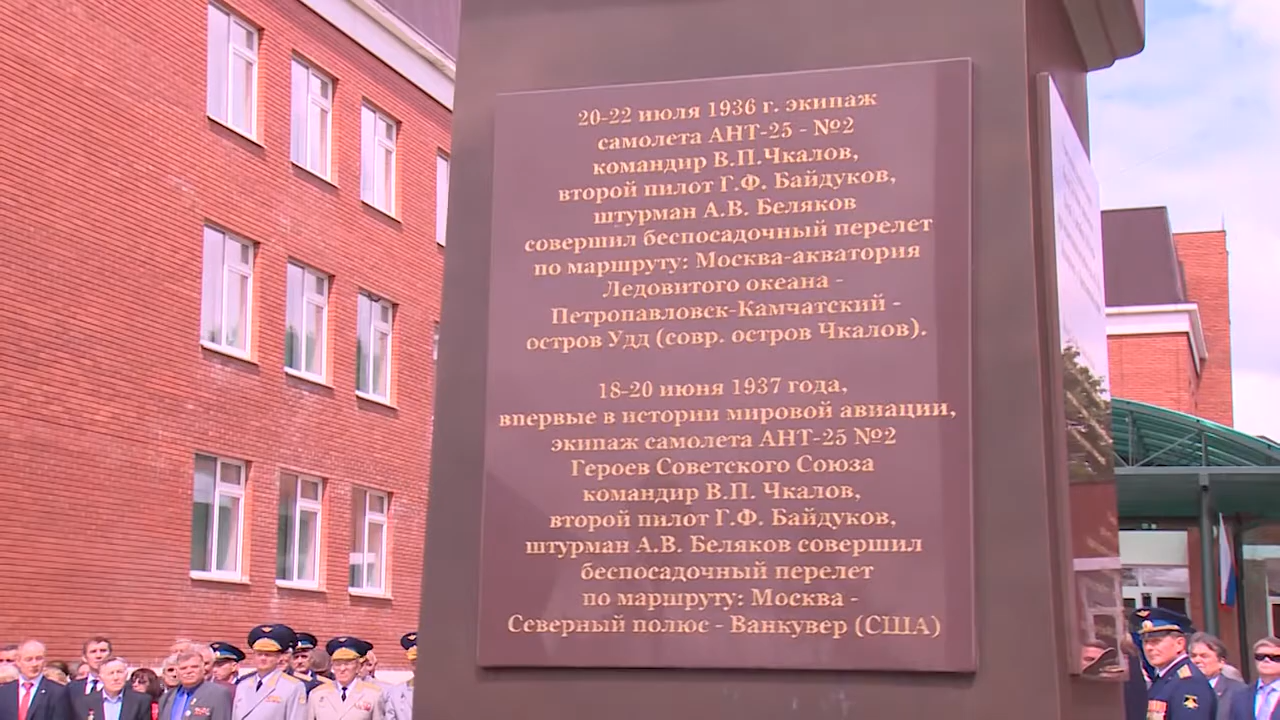 20-22 июля 1936 г. экипаж
самолета АНТ-25 - №2
командир В.П.Чкалов,
второй пилот Г.Ф. Байдуков,
штурман А.В. Беляков
совершил беспосадочный перелет
по маршруту: Москва-акватория
Ледовитого океана -
Петропавловск-Камчатский -
остров Удд (совр. остров Чкалов).
18-20 июня 1937 года,
впервые в истории мировой авиации,
экипаж самолета АНТ-25 №2
Героев Советского Союза
командир В.П. Чкалов,
второй пилот Г.Ф. Байдуков,
штурман А.В. Беляков совершил
беспосадочный перелет
по маршруту: Москва -
Северный полюс - Ванкувер (США)